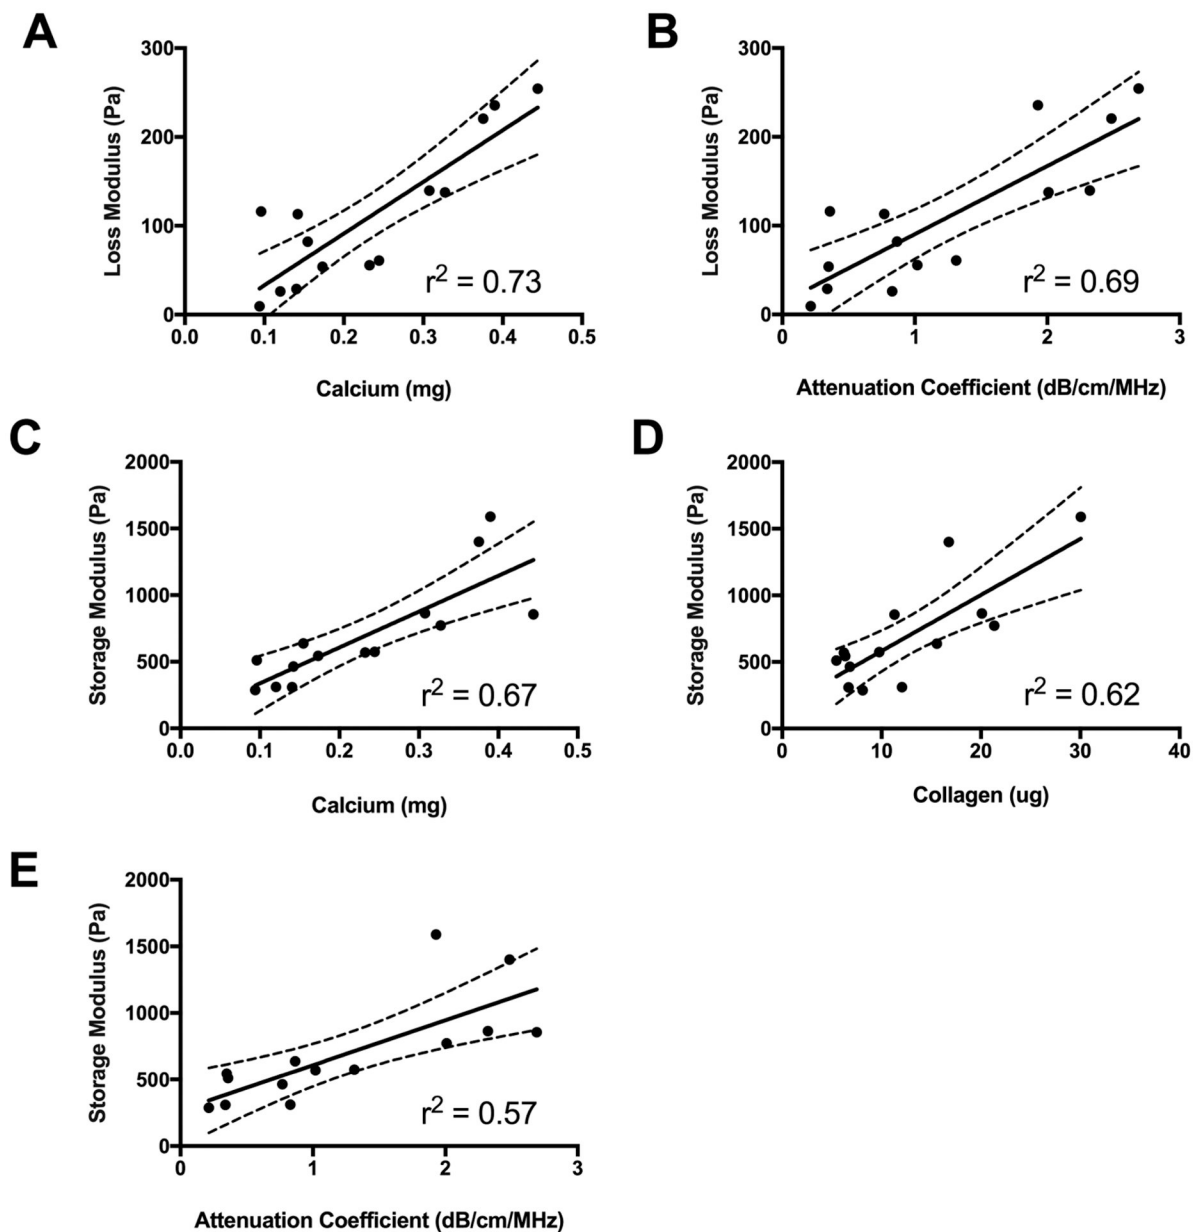 A
Loss Modulus (Pa)
300
200
100
0
0.0 0.1 0.2 0.3 0.4 0.5
r2 = 0.73
Calcium (mg)
B
Loss Modulus (Pa)
300
200
100
0
0 1 2 3
r2 = 0.69
Attenuation Coefficient (dB/cm/MHz)
C
Storage Modulus (Pa)
2000
1500
1000
500
0
0.0 0.1 0.2 0.3 0.4 0.5
r2 = 0.67
Calcium (mg)
D
Storage Modulus (Pa)
2000
1500
1000
500
0
0 10 20 30 40
r2 = 0.62
Collagen (ug)
E
Storage Modulus (Pa)
2000
1500
1000
500
0
0 1 2 3
r2 = 0.57
Attenuation Coefficient (dB/cm/MHz)